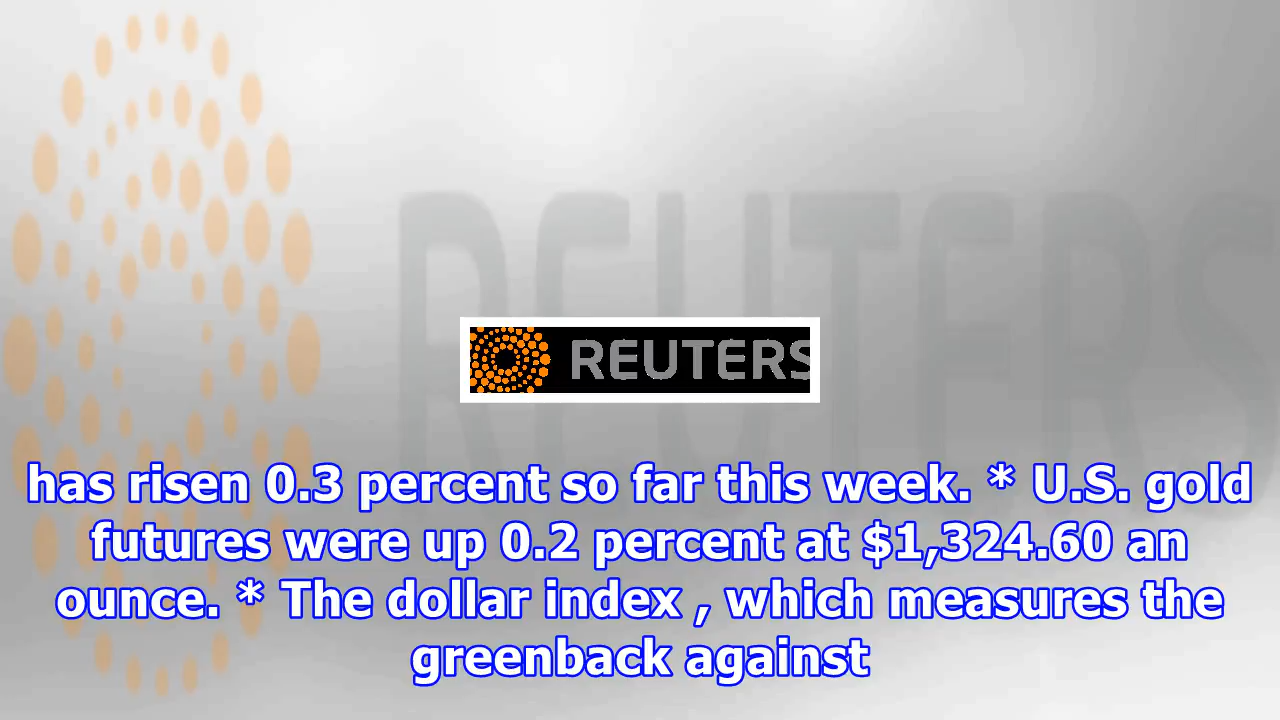 REUTERS
REUTERS
has risen 0.3 percent so far this week. * U.S. gold
futures were up 0.2 percent at $1,324.60 an
ounce. * The dollar index , which measures the
greenback against